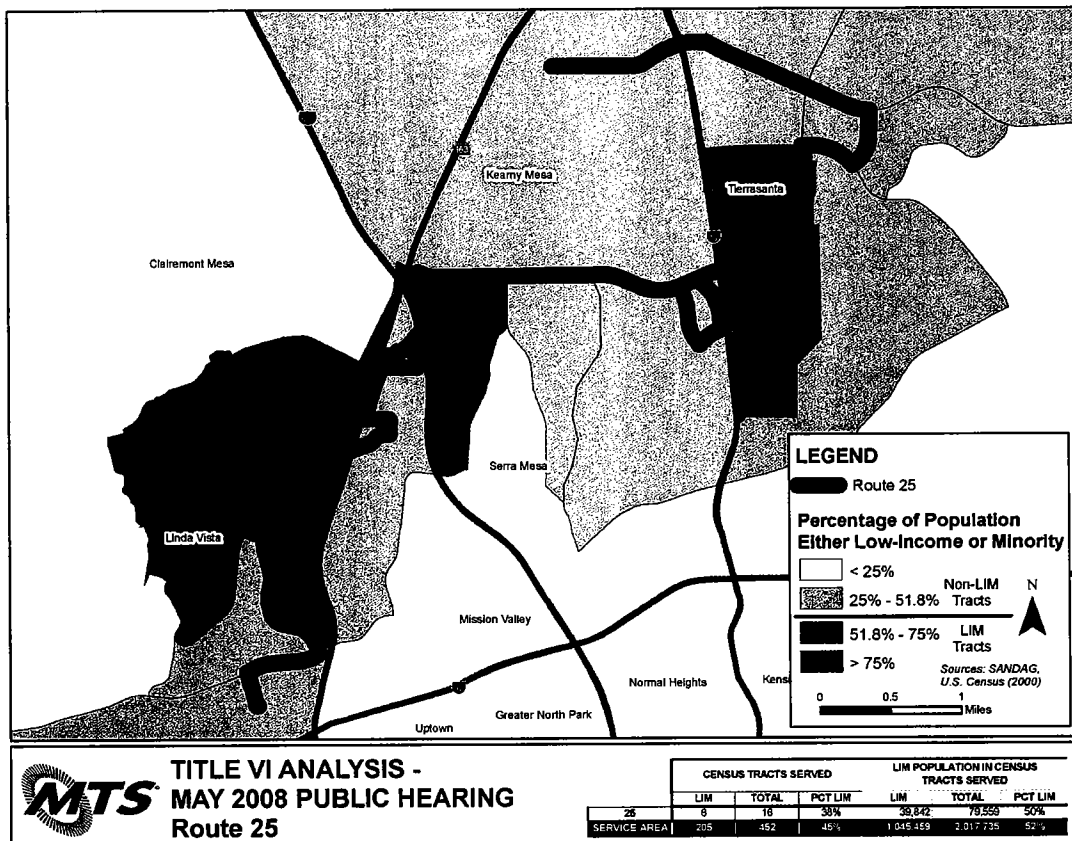 163
Kearny Mesa
Tierrasanta
Clairemont Mesa
Serra Mesa
Linda Vista
Mission Valley
Normal Heights
Greater North Park
Uptown
LEGEND
Route 25
Percentage of Population
Either Low-Income or Minority
< 25%
25% - 51.8%
Non-LIM
Tracts
51.8% - 75%
> 75%
LIM
Tracts
N
Sources: SANDAG,
U.S. Census (2000)
0 0.5 1
Miles
MTS
TITLE VI ANALYSIS -
MAY 2008 PUBLIC HEARING
Route 25
CENSUS TRACTS SERVED
LIM POPULATION IN CENSUS
TRACTS SERVED
LIM TOTAL PCT LIM LIM TOTAL PCT LIM
25 6 16 38% 39,842 79,559 50%
SERVICE AREA 205 452 45% 1,045,459 2,017,735 52%